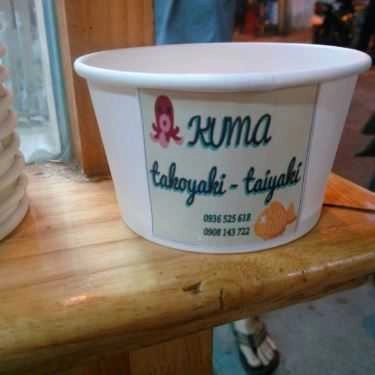 KUMA
takoyaki - taiyaki
0936 525 618
0908 143 722